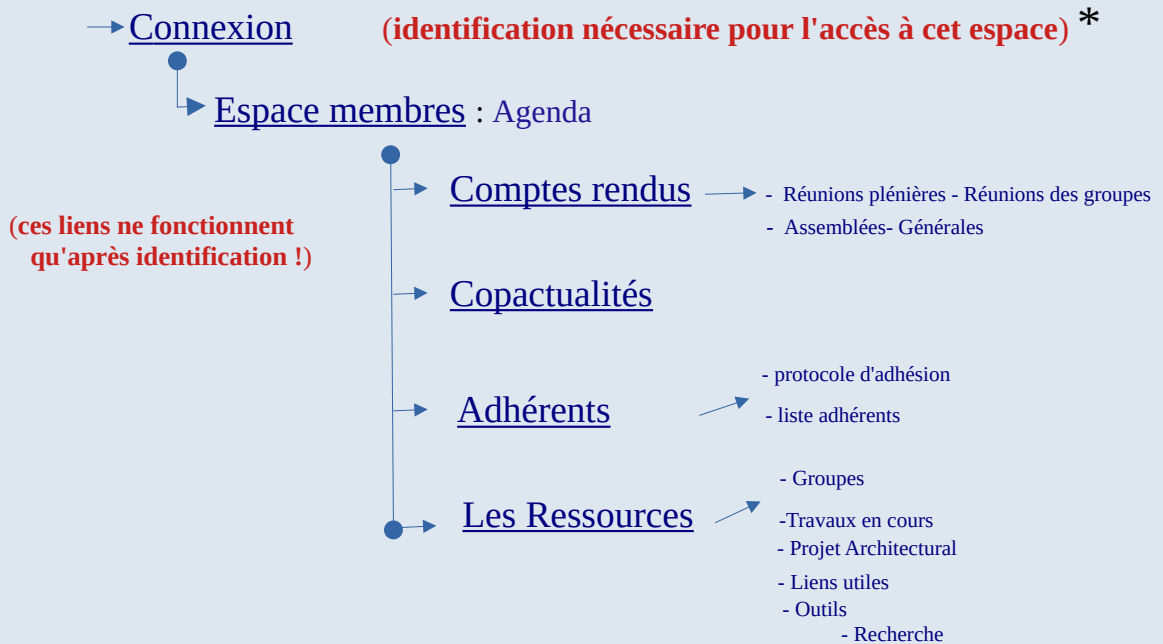 Connexion (identification nécessaire pour l'accès à cet espace) *
Espace membres : Agenda
Comptes rendus - Réunions plénières - Réunions des groupes
- Assemblées- Générales
(ces liens ne fonctionnent
qu'après identification !)
Copactualités
- protocole d'adhésion
Adhérents
- liste adhérents
- Groupes
Les Ressources
-Travaux en cours
- Projet Architectural
- Liens utiles
- Outils
- Recherche